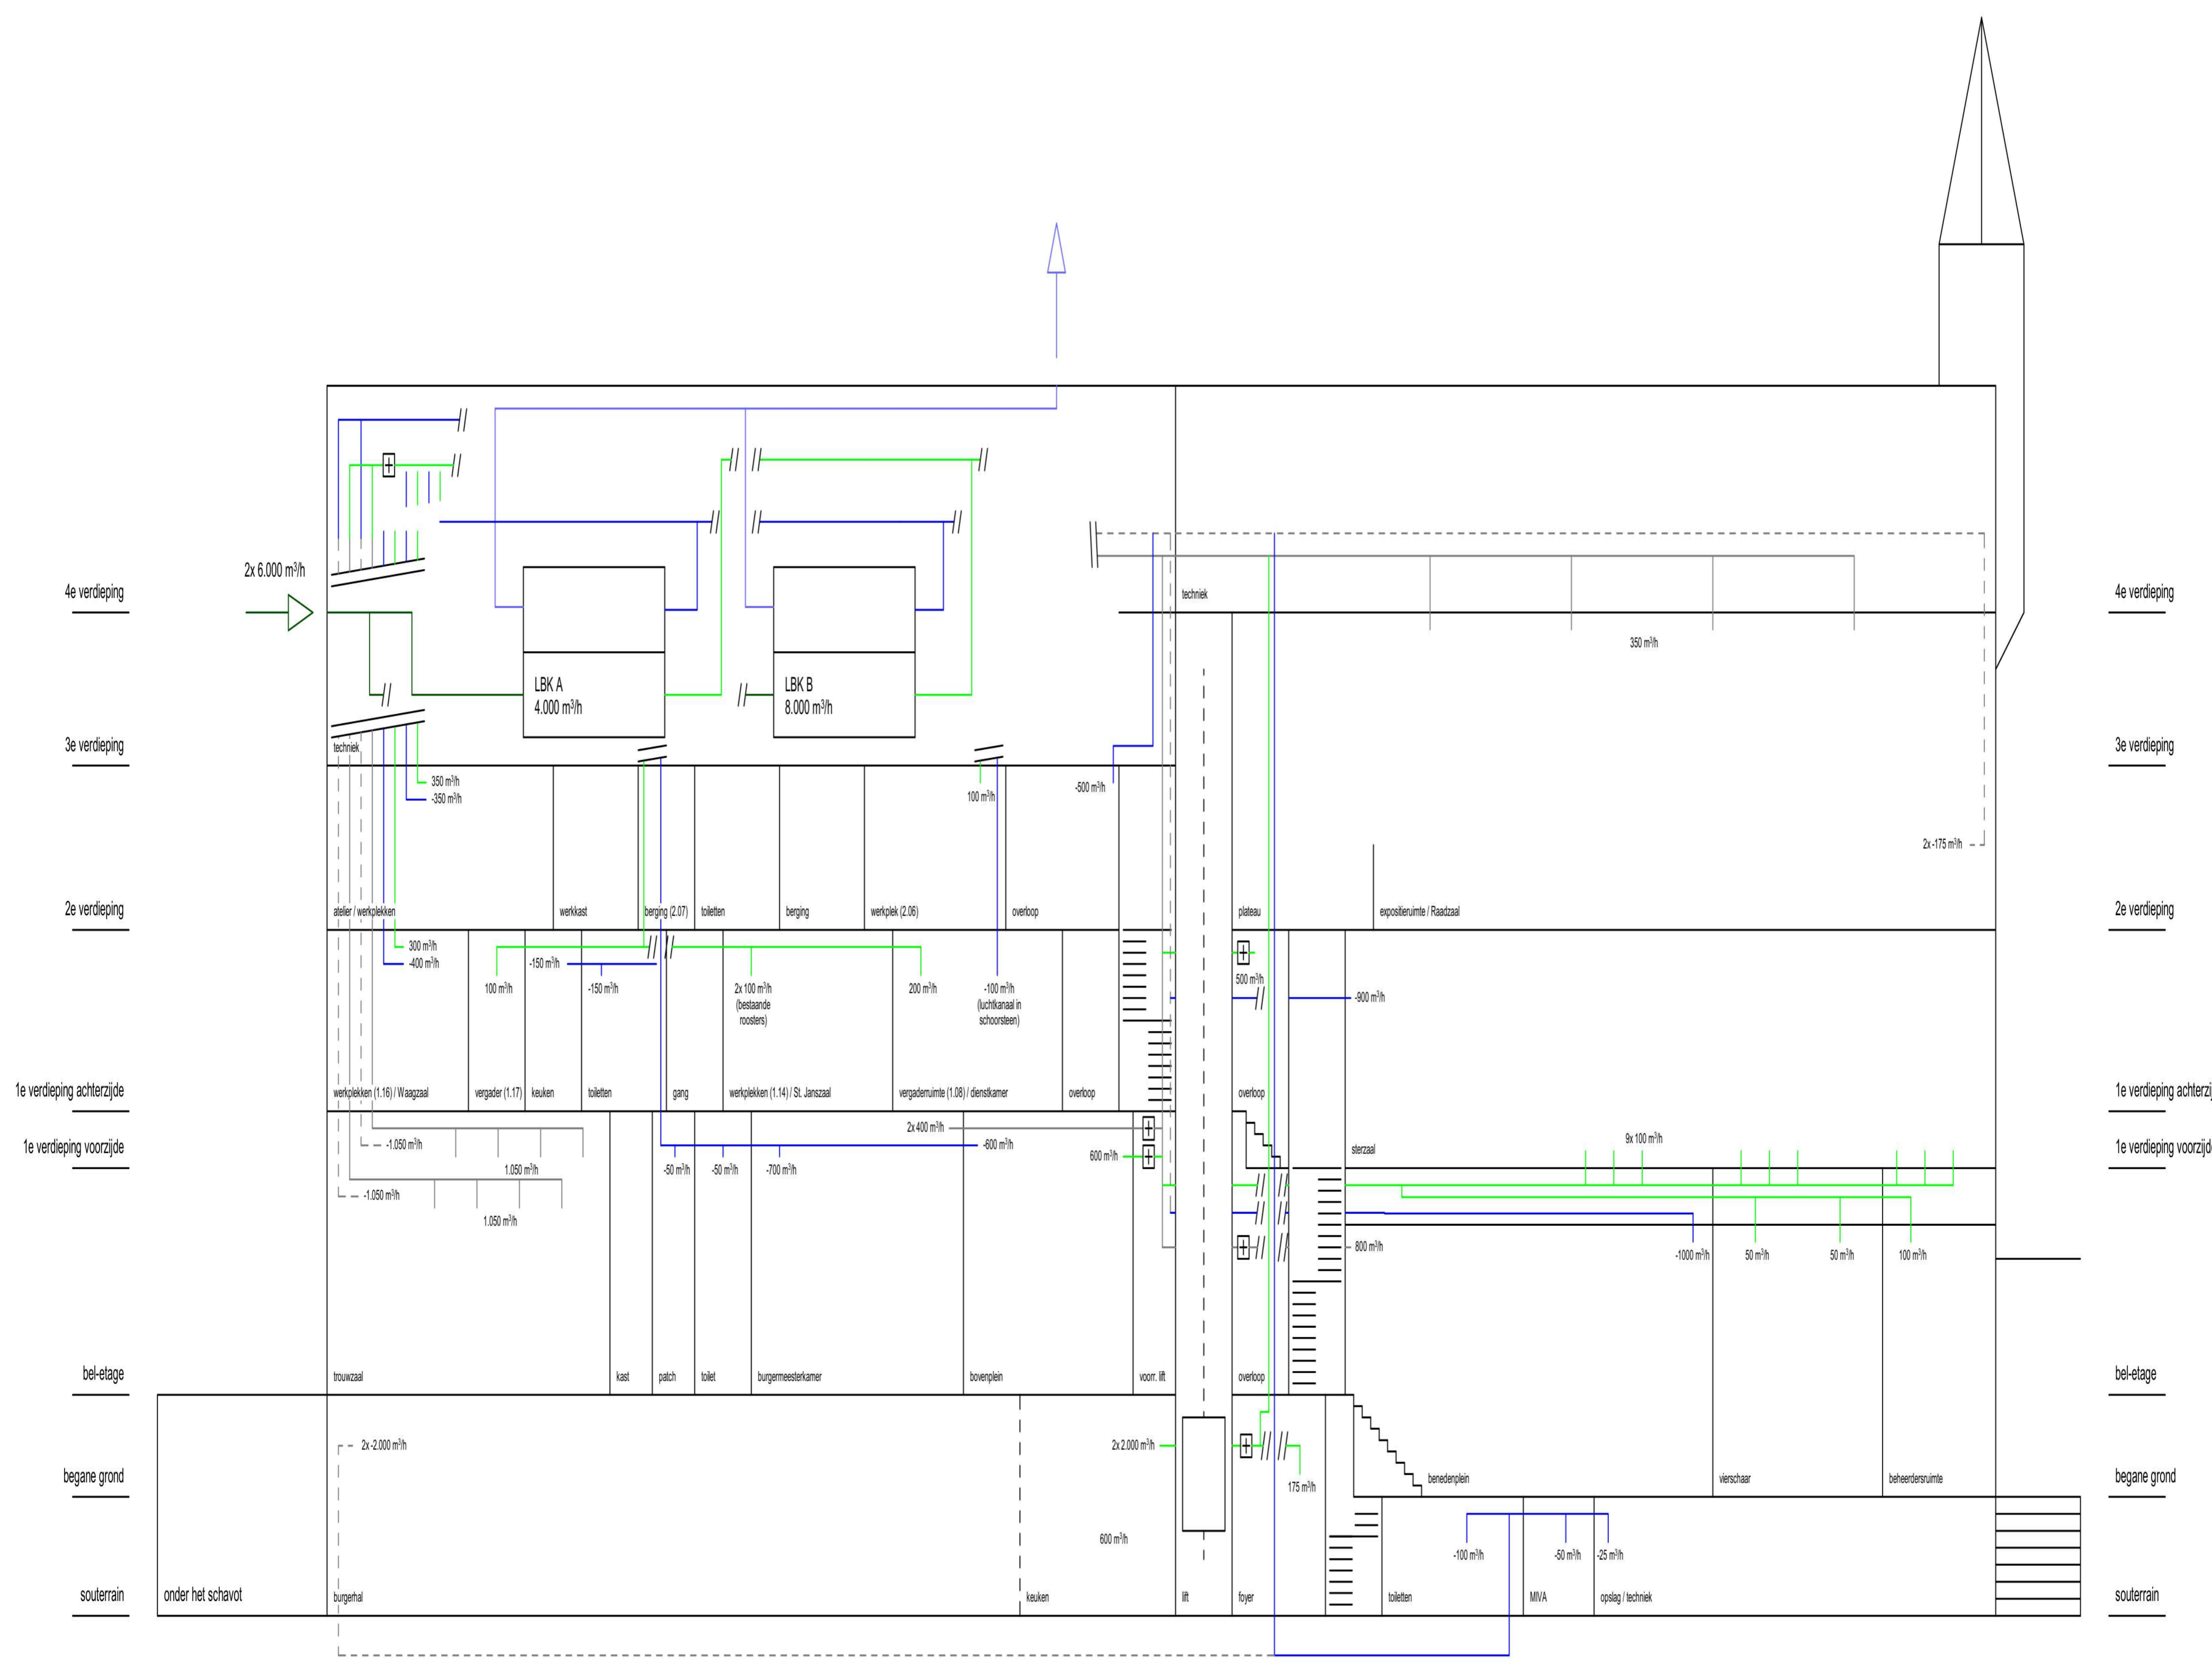 2x 6.000 m³/h
4e verdieping
techniek
4e verdieping
350 m³/h
LBK A
4.000 m³/h
LBK B
8.000 m³/h
3e verdieping
techniek
3e verdieping
350 m³/h
-350 m³/h
100 m³/h
-500 m³/h
2x -175 m³/h
2e verdieping
atelier / werkplekken
werkkast
berging (2.07)
toiletten
berging
werkplek (2.06)
overloop
plateau
expositieruimte / Raadzaal
2e verdieping
300 m³/h
-400 m³/h
-150 m³/h
100 m³/h
-150 m³/h
2x 100 m³/h
(bestaande
roosters)
200 m³/h
-100 m³/h
(luchtkanaal in
schoorsteen)
500 m³/h
-900 m³/h
1e verdieping achterzijde
werkplekken (1.16) / Waagzaal
vergader (1.17)
keuken
toiletten
gang
werkplekken (1.14) / St. Janszaal
vergaderruimte (1.08) / dienstkamer
overloop
overloop
1e verdieping achterzij
1e verdieping voorzijde
-1.050 m³/h
1.050 m³/h
-50 m³/h
-50 m³/h
-700 m³/h
2x 400 m³/h
-600 m³/h
600 m³/h
sterzaal
9x 100 m³/h
1e verdieping voorzijd
-1.050 m³/h
1.050 m³/h
800 m³/h
-1000 m³/h
50 m³/h
50 m³/h
100 m³/h
bel-etage
trouwzaal
kast
patch
toilet
burgermeesterkamer
bovenplein
voorr. lift
overloop
bel-etage
2x -2.000 m³/h
2x 2.000 m³/h
175 m³/h
begane grond
benedenplein
vierschaar
beheerdersruimte
begane grond
600 m³/h
-100 m³/h
-50 m³/h
-25 m³/h
souterrain
onder het schavot
burgerhal
keuken
lift
foyer
toiletten
MIVA
opslag / techniek
souterrain